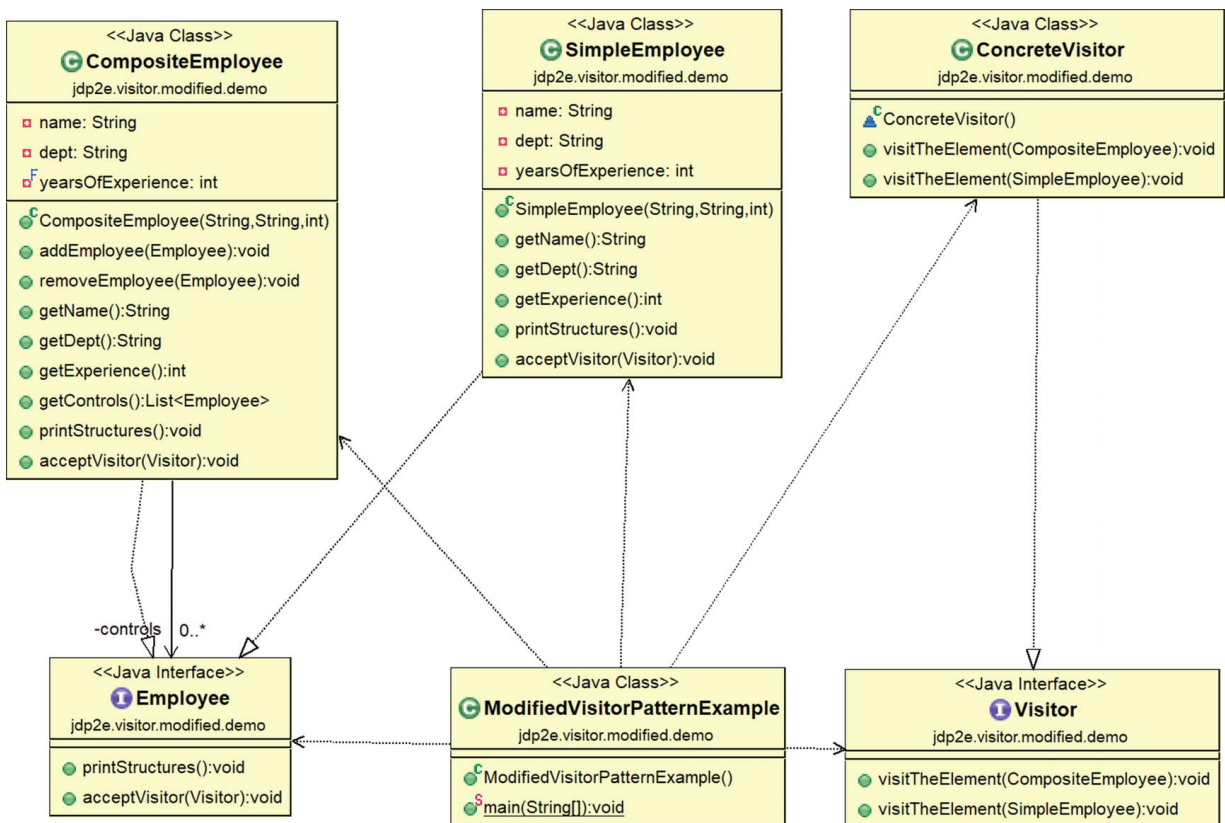 <<Java Class>>
CompositeEmployee
jdp2e.visitor.modified.demo
name: String
dept: String
yearsOfExperience: int
CompositeEmployee(String,String,int)
addEmployee(Employee):void
removeEmployee(Employee):void
getName():String
getDept():String
getExperience():int
getControls():List<Employee>
printStructures():void
acceptVisitor(Visitor):void
<<Java Class>>
SimpleEmployee
jdp2e.visitor.modified.demo
name: String
dept: String
yearsOfExperience: int
SimpleEmployee(String,String,int)
getName():String
getDept():String
getExperience():int
printStructures():void
acceptVisitor(Visitor):void
<<Java Class>>
ConcreteVisitor
jdp2e.visitor.modified.demo
ConcreteVisitor()
visitTheElement(CompositeEmployee):void
visitTheElement(SimpleEmployee):void
-controls 0..*
<<Java Interface>>
Employee
jdp2e.visitor.modified.demo
printStructures():void
acceptVisitor(Visitor):void
<<Java Class>>
ModifiedVisitorPatternExample
jdp2e.visitor.modified.demo
ModifiedVisitorPatternExample()
main(String[]):void
<<Java Interface>>
Visitor
jdp2e.visitor.modified.demo
visitTheElement(CompositeEmployee):void
visitTheElement(SimpleEmployee):void